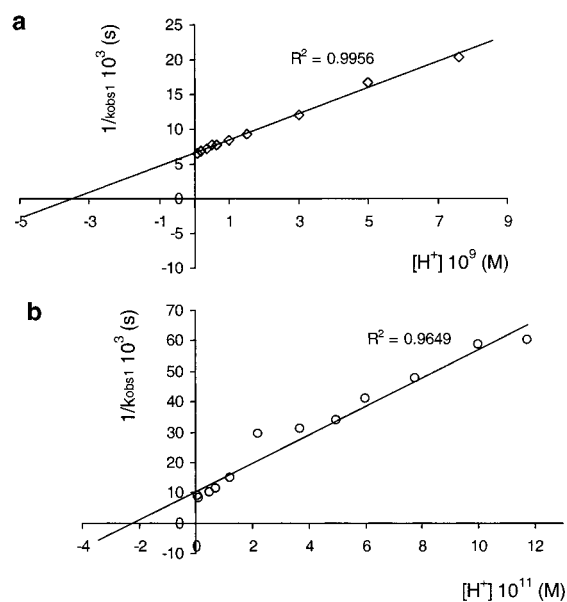 a
1/kobs1 10³ (s)
25
20
15
10
5
0
-5
-10
R² = 0.9956
-5 -3 -1 1 3 5 7 9
[H⁺] 10⁹ (M)
b
1/kobs1 10³ (s)
70
60
50
40
30
20
10
0
-10
R² = 0.9649
-4 -2 0 2 4 6 8 10 12
[H⁺] 10¹¹ (M)